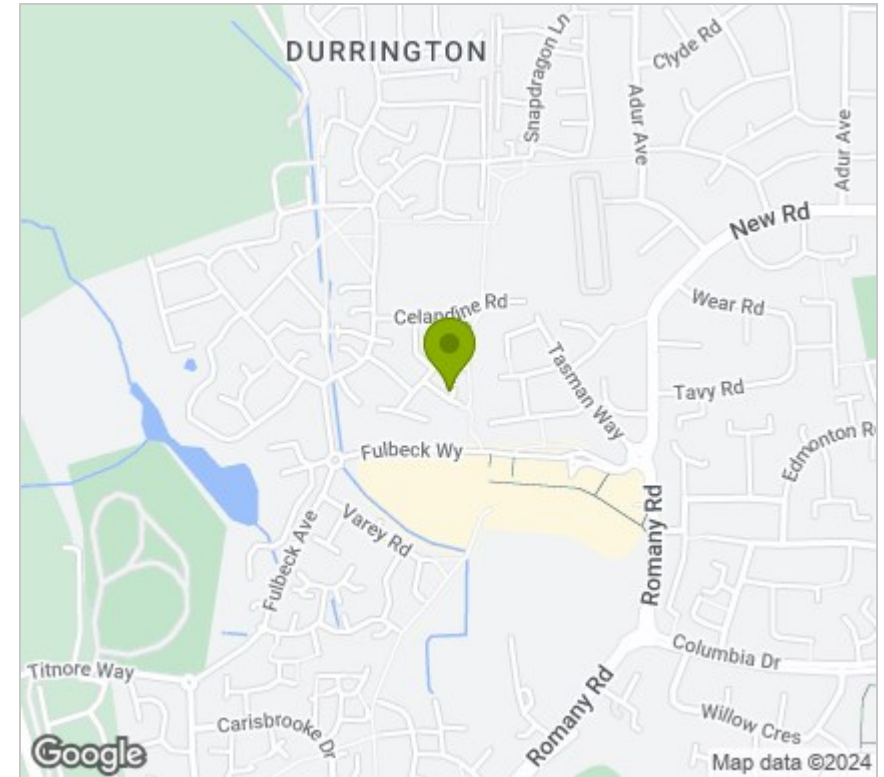 DURRINGTON
Snapdragon Ln
Clyde Rd
Adur Ave
Adur Ave
New Rd
Celandine Rd
Wear Rd
Tasman Way
Tavy Rd
Fulbeck Wy
Edmonton Rd
Varey Rd
Fulbeck Ave
Romany Rd
Titnore Way
Columbia Dr
Carisbrooke Dr
Romany Rd
Willow Cres
Google
Map data ©2024